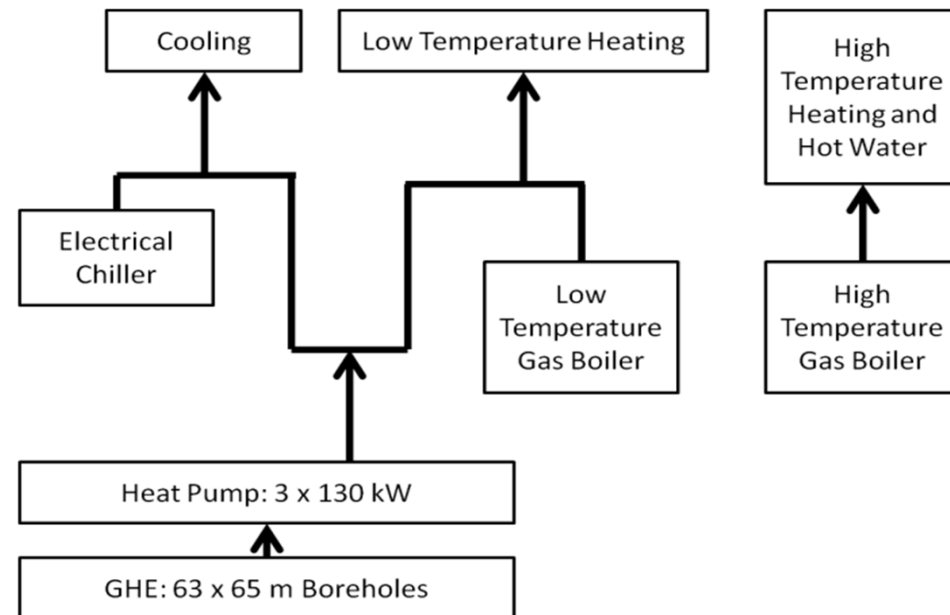 Cooling
Low Temperature Heating
High
Temperature
Heating and
Hot Water
Electrical
Chiller
Low
Temperature
Gas Boiler
High
Temperature
Gas Boiler
Heat Pump: 3 x 130 kW
GHE: 63 x 65 m Boreholes